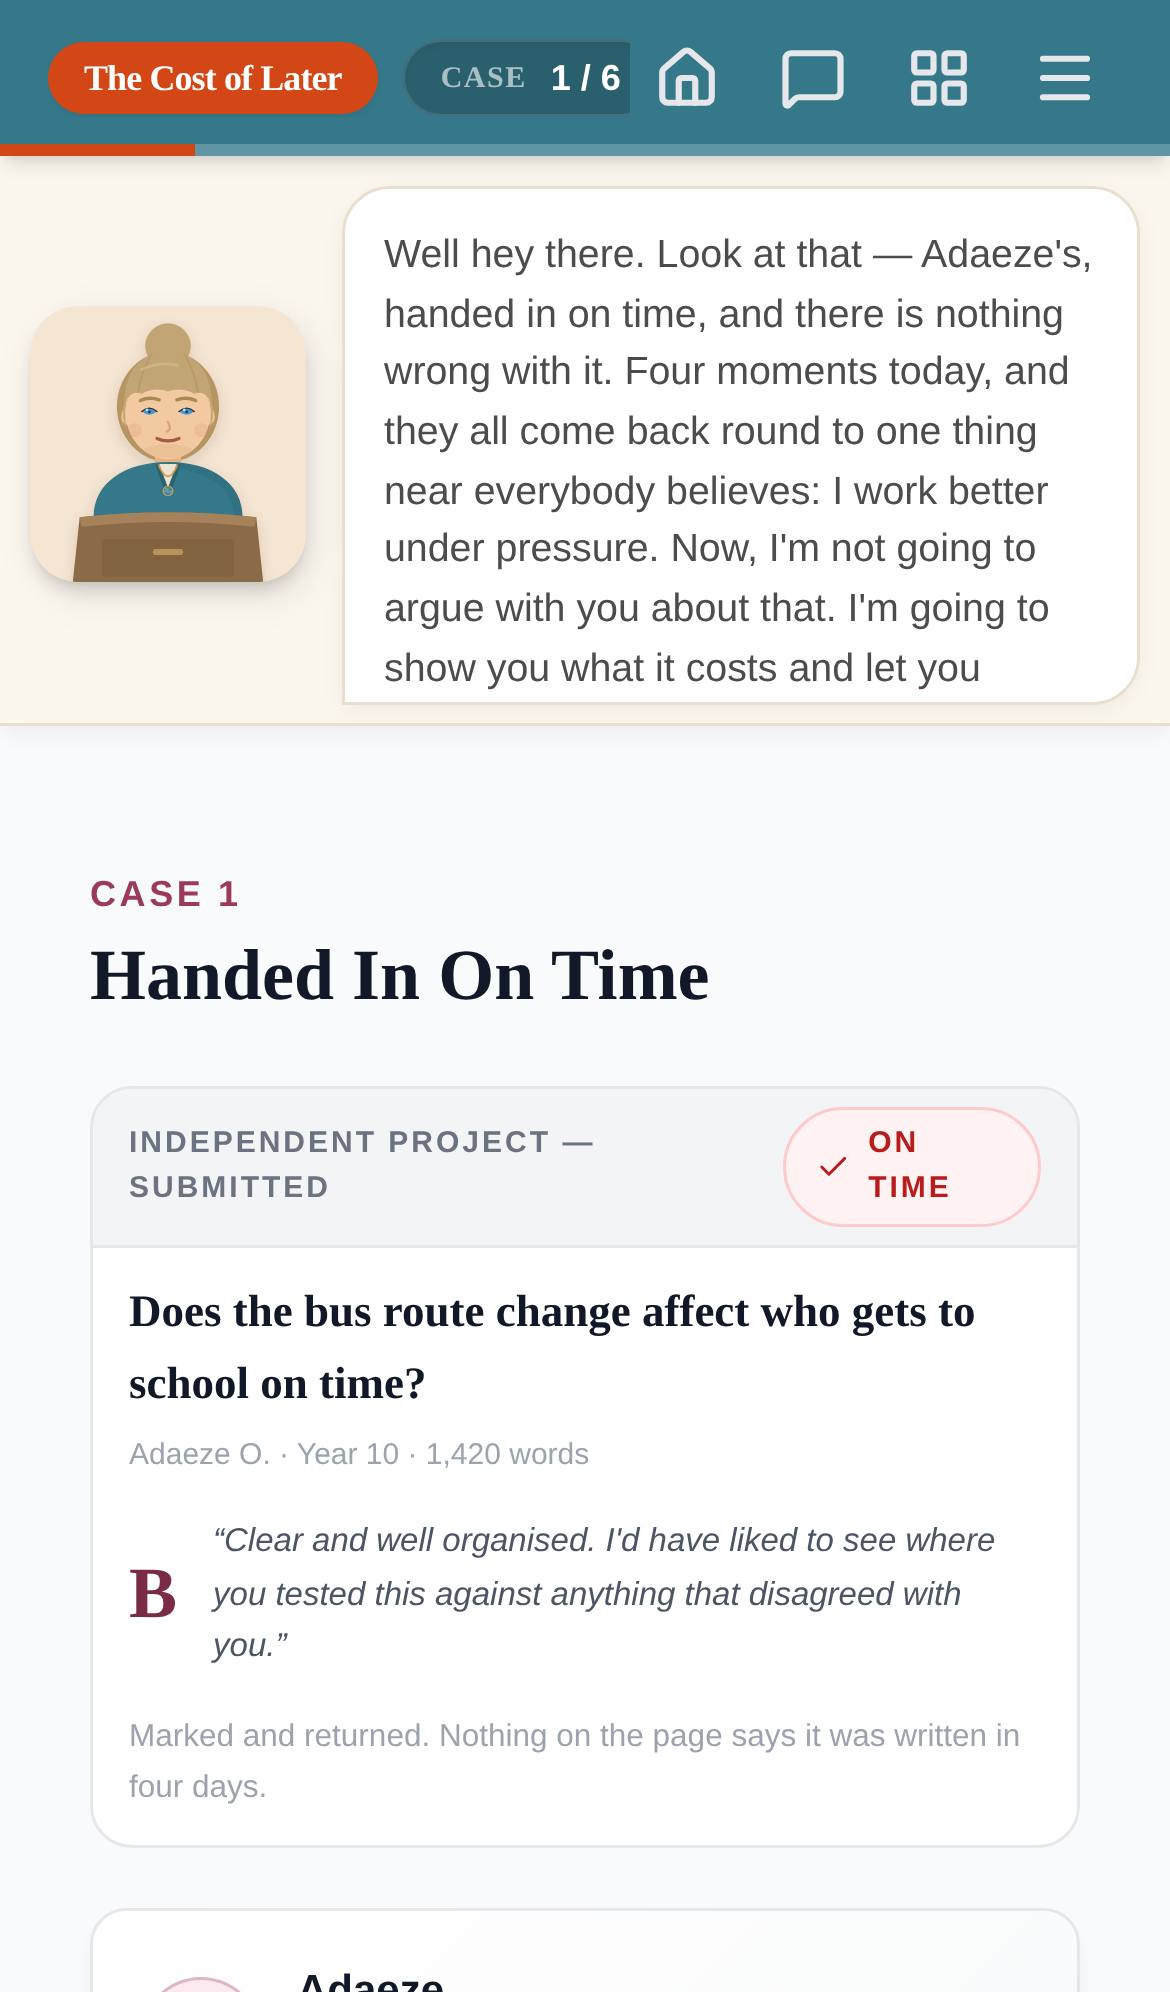 The Cost of Later
CASE 1 / 6
Well hey there. Look at that — Adaeze's,
handed in on time, and there is nothing
wrong with it. Four moments today, and
they all come back round to one thing
near everybody believes: I work better
under pressure. Now, I'm not going to
argue with you about that. I'm going to
show you what it costs and let you
CASE 1
Handed In On Time
INDEPENDENT PROJECT —
SUBMITTED
ON
TIME
Does the bus route change affect who gets to
school on time?
Adaeze O. · Year 10 · 1,420 words
B
“Clear and well organised. I'd have liked to see where
you tested this against anything that disagreed with
you.”
Marked and returned. Nothing on the page says it was written in
four days.
Adaeze